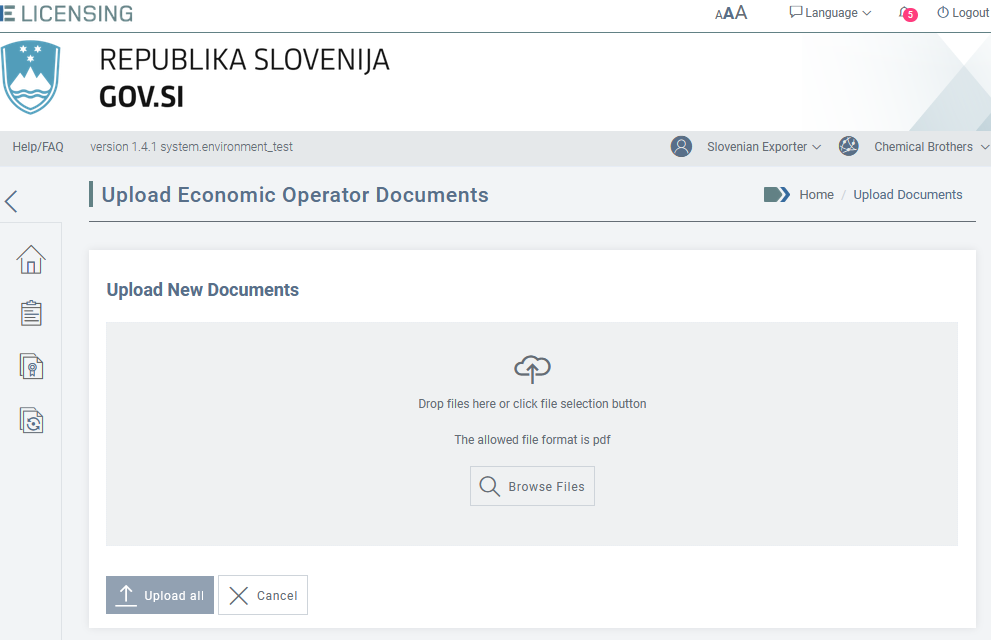 E LICENSING
AAA
Language
5
Logout
REPUBLIKA SLOVENIJA
GOV.SI
Help/FAQ
version 1.4.1 system.environment_test
Slovenian Exporter
Chemical Brothers
Upload Economic Operator Documents
Home / Upload Documents
Upload New Documents
Drop files here or click file selection button
The allowed file format is pdf
Browse Files
Upload all
Cancel